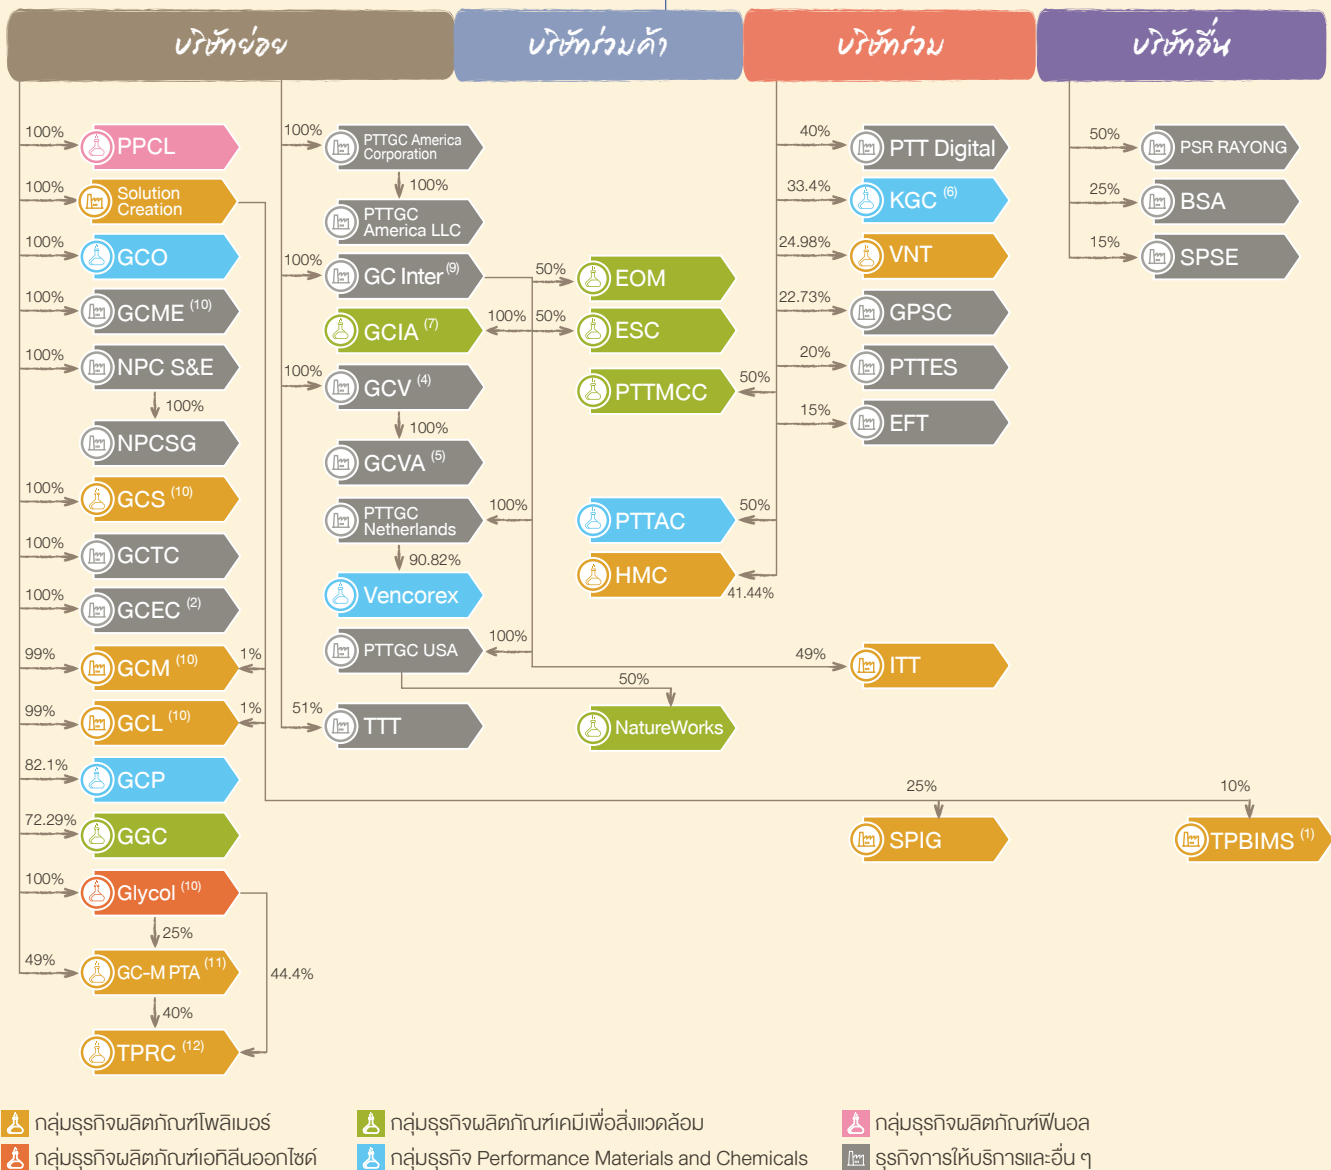 บริษัทย่อย
บริษัทร่วมค้า
บริษัทร่วม
บริษัทอื่น
100%
PPCL
100%
Solution
Creation
100%
GCO
100%
GCME (10)
100%
NPC S&E
100%
NPCSG
100%
GCS (10)
100%
GCTC
100%
GCEC (2)
99%
GCM (10)
1%
99%
GCL (10)
1%
82.1%
GCP
72.29%
GGC
100%
Glycol (10)
25%
49%
GC-M PTA (11)
44.4%
40%
TPRC (12)
100%
PTTGC America
Corporation
100%
PTTGC
America LLC
100%
GC Inter (9)
GCIA (7)
100%
100%
GCV (4)
100%
GCVA (5)
PTTGC
Netherlands
100%
90.82%
Vencorex
PTTGC USA
100%
50%
51%
TTT
50%
EOM
50%
ESC
PTTMCC
50%
PTTAC
50%
HMC
41.44%
NatureWorks
40%
PTT Digital
33.4%
KGC (6)
24.98%
VNT
22.73%
GPSC
20%
PTTES
15%
EFT
49%
ITT
25%
SPIG
50%
PSR RAYONG
25%
BSA
15%
SPSE
10%
TPBIMS (1)
กลุ่มธุรกิจผลิตภัณฑ์โพลิเมอร์
กลุ่มธุรกิจผลิตภัณฑ์เคมีเพื่อสิ่งแวดล้อม
กลุ่มธุรกิจผลิตภัณฑ์ฟีนอล
กลุ่มธุรกิจผลิตภัณฑ์เอทิลีนออกไซด์
กลุ่มธุรกิจ Performance Materials and Chemicals
ธุรกิจการให้บริการและอื่น ๆ